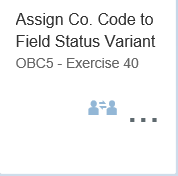 Assign Co. Code to
Field Status Variant
OBC5 - Exercise 40
...